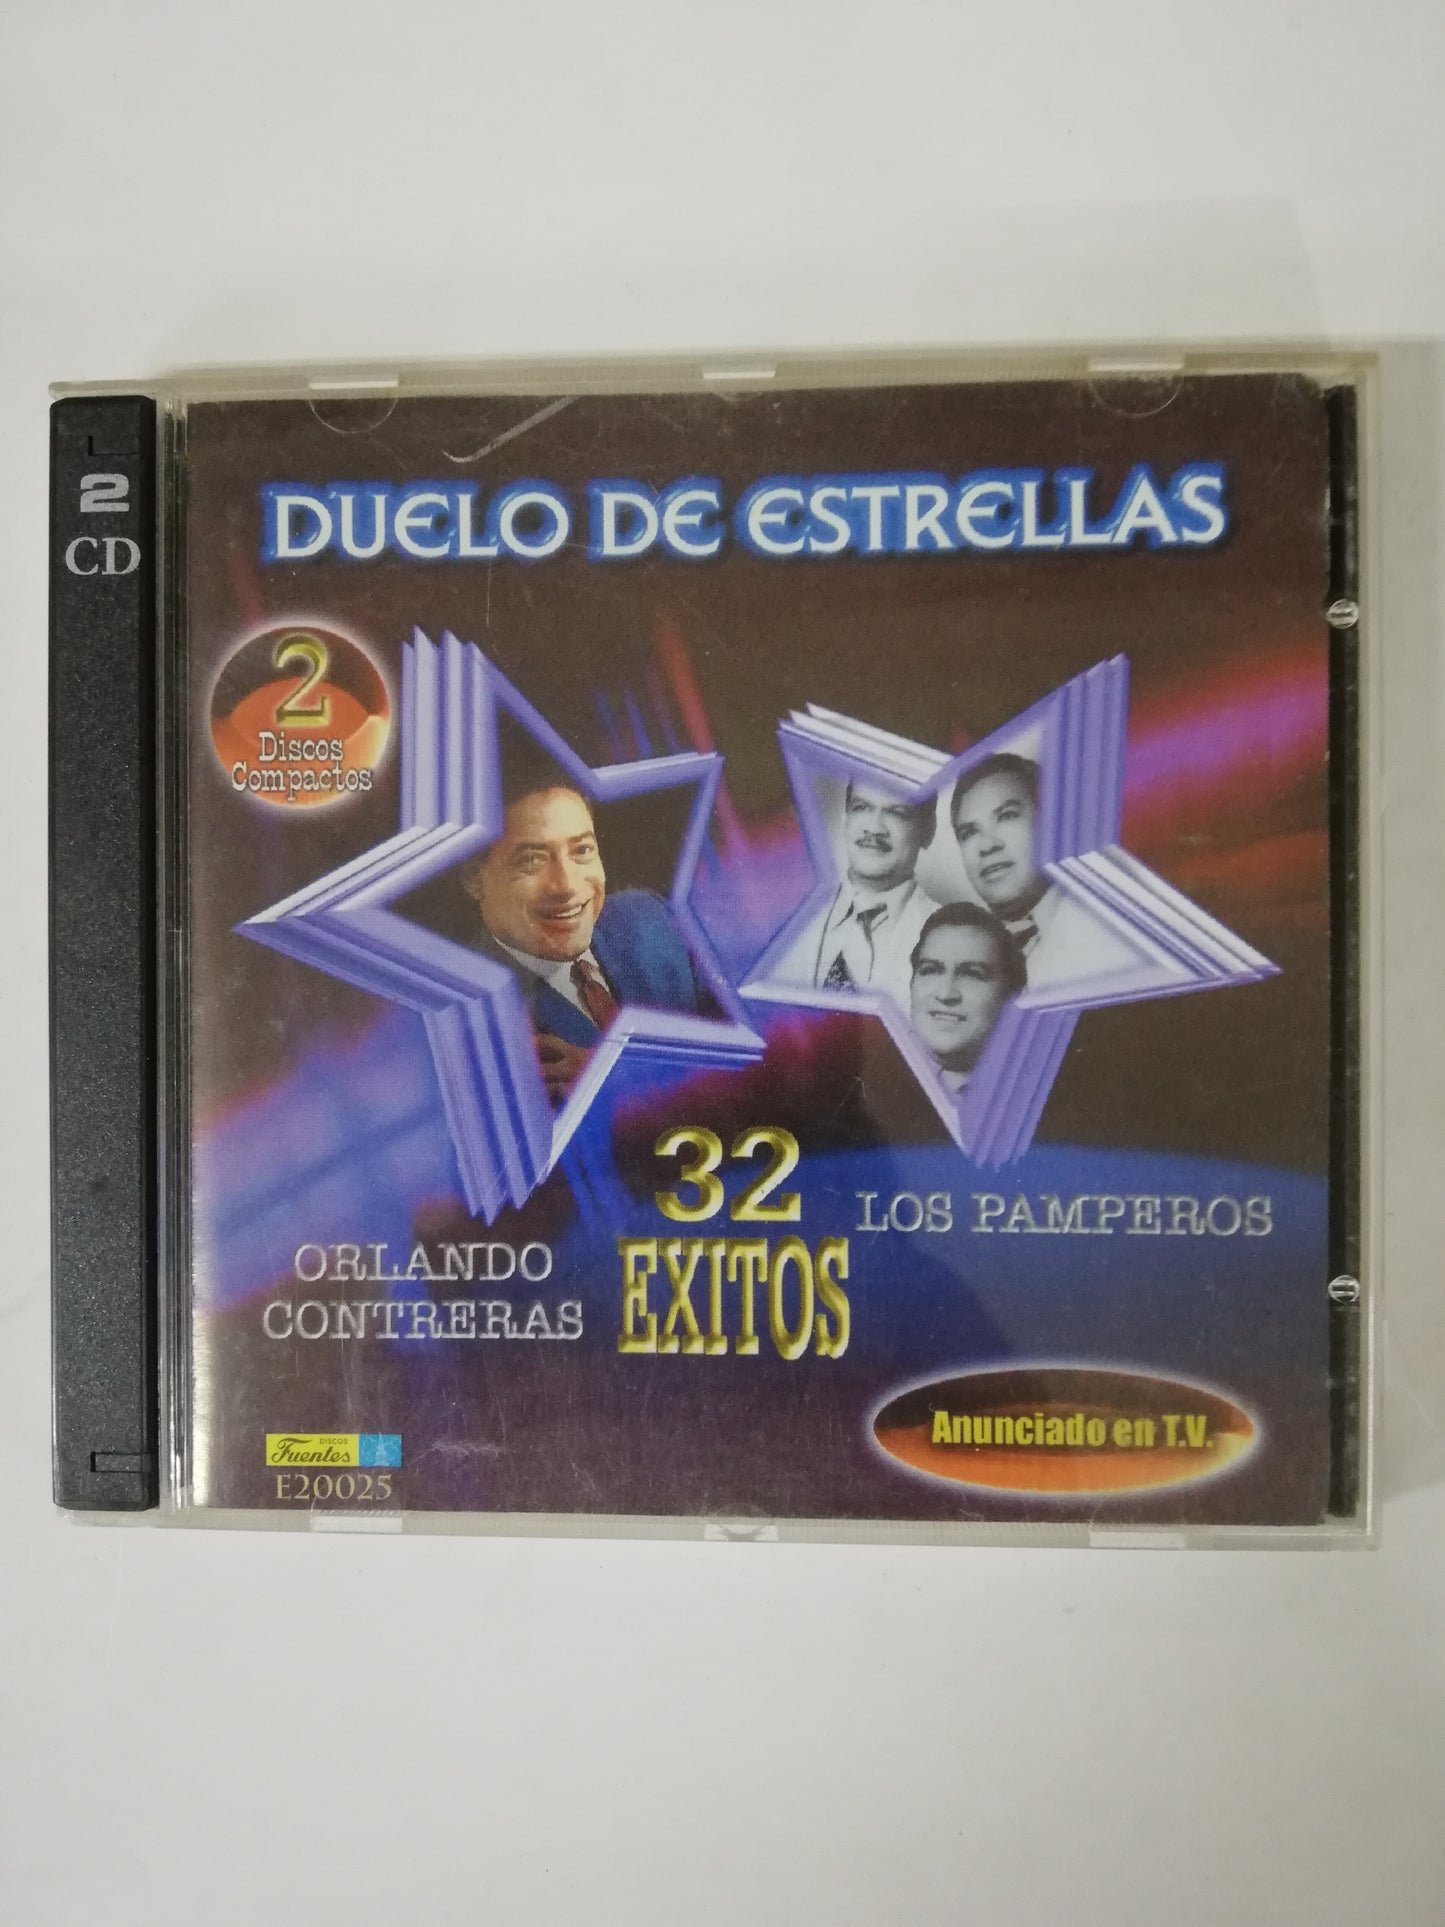 2
CD
DUELO DE ESTRELLAS
2
Discos
Compactos
32
EXITOS
ORLANDO
CONTRERAS
LOS PAMPEROS
Anunciado en T.V.
DISCOS
Fuentes
E20025